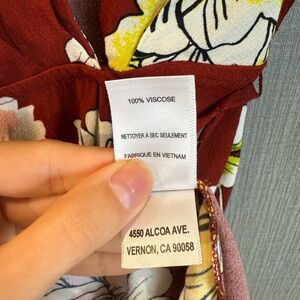 100% VISCOSE
NETTOYER À SEC SEULEMENT
FABRIQUÉ EN VIETNAM
4550 ALCOA AVE.
VERNON, CA 90058